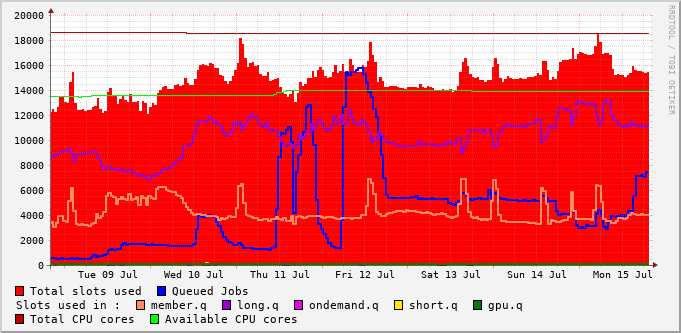 20000
18000
16000
14000
12000
10000
8000
6000
4000
2000
0
Tue 09 Jul Wed 10 Jul Thu 11 Jul Fri 12 Jul Sat 13 Jul Sun 14 Jul Mon 15 Jul
Total slots used Queued Jobs
Slots used in : member.q long.q ondemand.q short.q gpu.q
Total CPU cores Available CPU cores
RRDTOOL / TOBI OETIKER